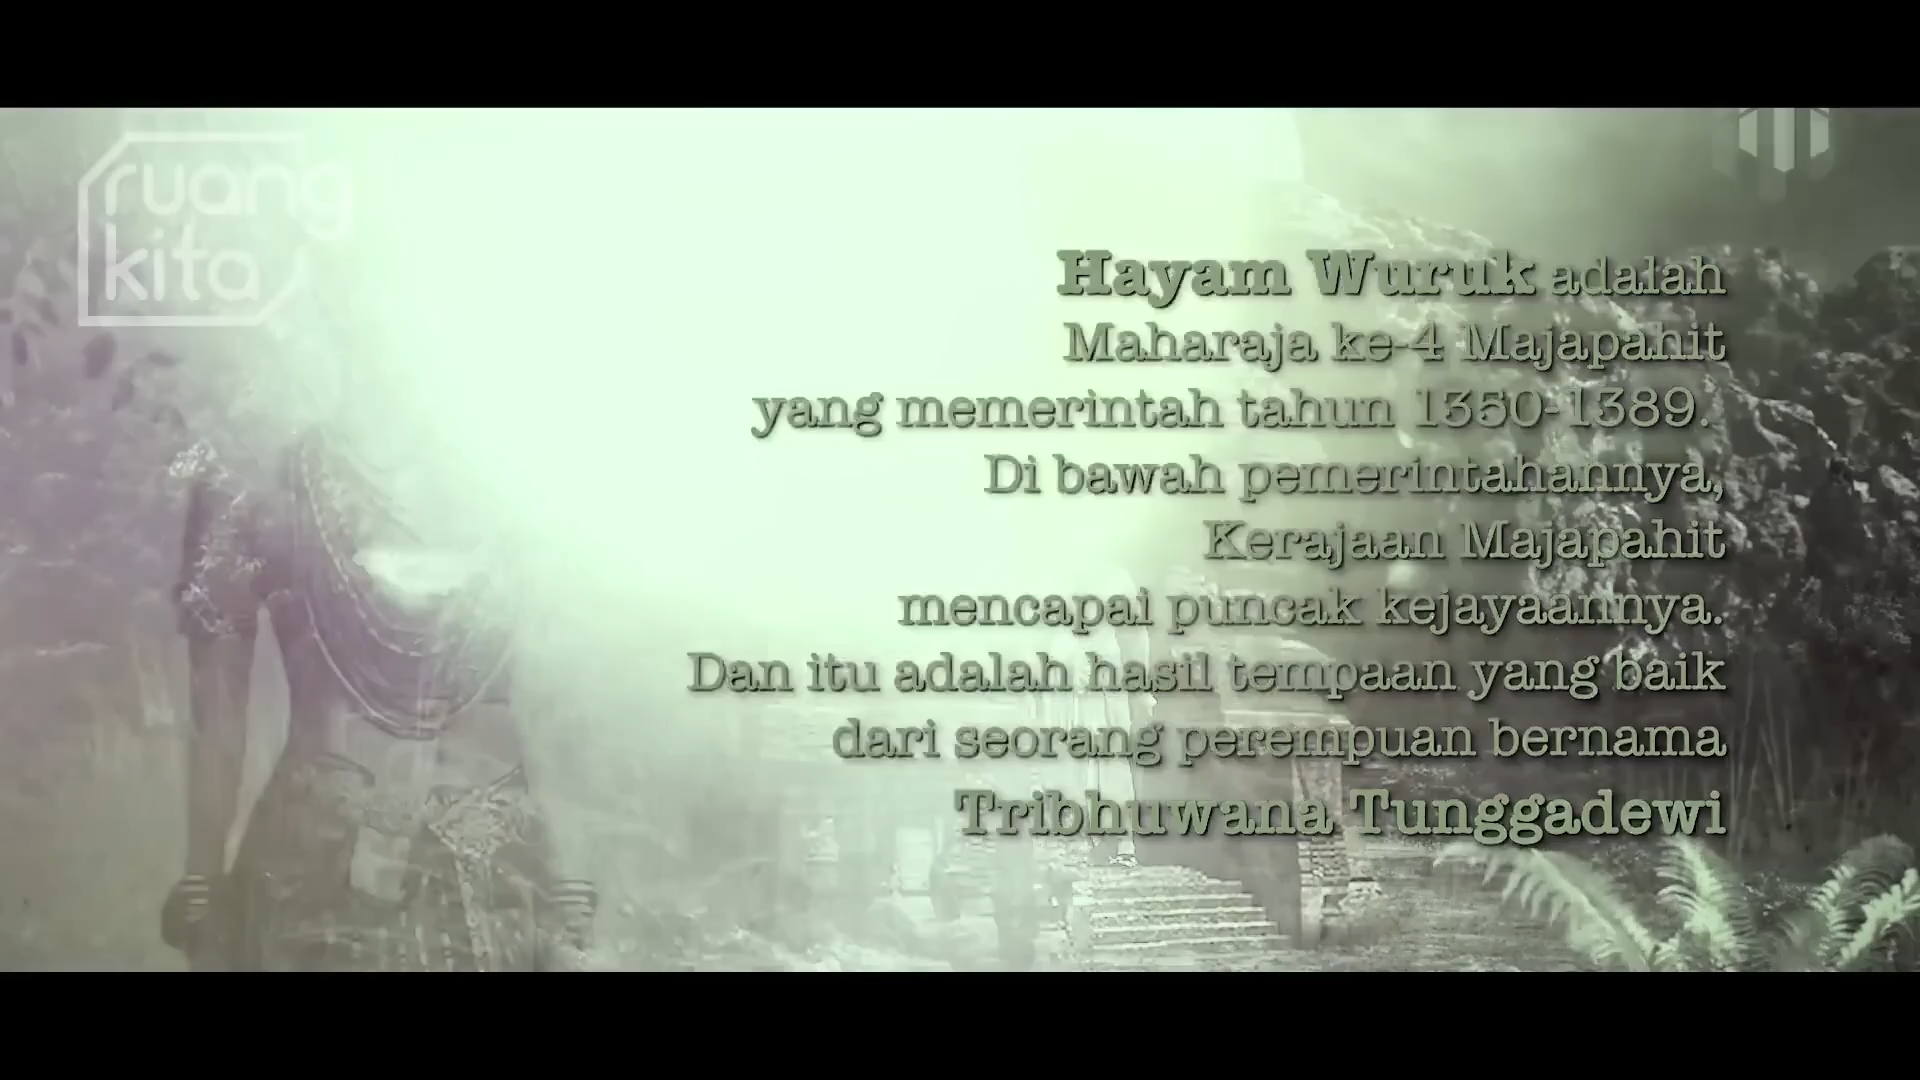 ruang
kita
Hayam Wuruk adalah
Maharaja ke-4 Majapahit
yang memerintah tahun 1350-1389.
Di bawah pemerintahannya,
Kerajaan Majapahit
mencapai puncak kejayaannya.
Dan itu adalah hasil tempaan yang baik
dari seorang perempuan bernama
Tribhuwana Tunggadewi